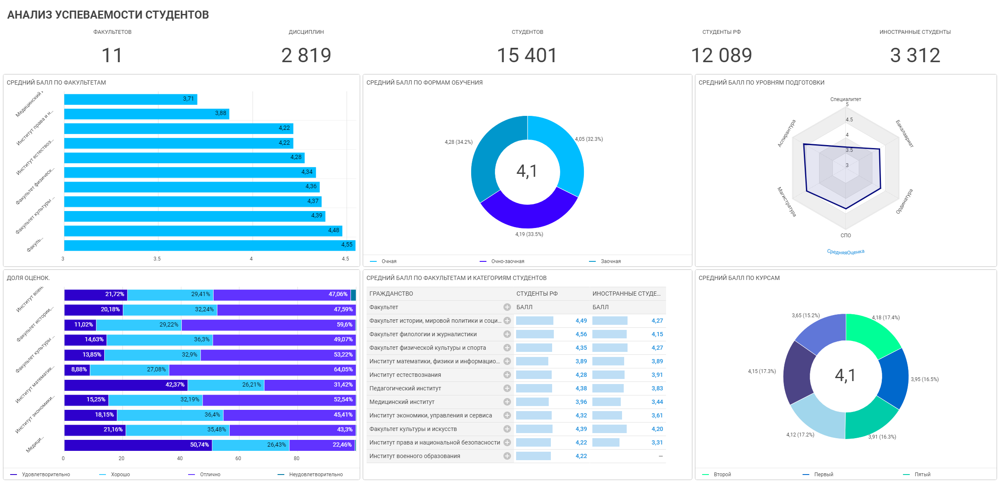 АНАЛИЗ УСПЕВАЕМОСТИ СТУДЕНТОВ
ФАКУЛЬТЕТОВ
11
ДИСЦИПЛИН
2 819
СТУДЕНТОВ
15 401
СТУДЕНТЫ РФ
12 089
ИНОСТРАННЫЕ СТУДЕНТЫ
3 312
СРЕДНИЙ БАЛЛ ПО ФАКУЛЬТЕТАМ
Медицинский
Институт права и н...
Институт естествоз...
Факультет физическ...
Факультет культуры ...
Факуль...
3,71
3,88
4,22
4,22
4,28
4,34
4,36
4,37
4,39
4,48
4,55
3 3.5 4 4.5
СРЕДНИЙ БАЛЛ ПО ФОРМАМ ОБУЧЕНИЯ
4,28 (34.2%)
4,05 (32.3%)
4,1
4,19 (33.5%)
Очная Очно-заочная Заочная
СРЕДНИЙ БАЛЛ ПО УРОВНЯМ ПОДГОТОВКИ
Специалитет
5
4.5
4
3.5
3
Аспирантура
Бакалавриат
Магистратура
Ординатура
СПО
СредняяОценка
ДОЛЯ ОЦЕНОК.
Институт воен
Факультет истории,...
Факультет культуры ...
Институт математик...
Институт экономики...
Медици...
21,72% 29,41% 47,06%
20,18% 32,24% 47,59%
11,02% 29,22% 59,6%
14,63% 36,3% 49,07%
13,85% 32,9% 53,22%
8,88% 27,08% 64,05%
42,37% 26,21% 31,42%
15,25% 32,19% 52,54%
18,15% 36,4% 45,41%
21,16% 35,48% 43,3%
50,74% 26,43% 22,46%
0 20 40 60 80
Удовлетворительно Хорошо Отлично Неудовлетворительно
СРЕДНИЙ БАЛЛ ПО ФАКУЛЬТЕТАМ И КАТЕГОРИЯМ СТУДЕНТОВ
ГРАЖДАНСТВО СТУДЕНТЫ РФ ИНОСТРАННЫЕ СТУДЕ...
Факультет БАЛЛ БАЛЛ
Факультет истории, мировой политики и соци... 4,49 4,27
Факультет филологии и журналистики 4,56 4,15
Факультет физической культуры и спорта 4,35 4,27
Институт математики, физики и информацио... 3,89 3,89
Институт естествознания 4,28 3,91
Педагогический институт 4,38 3,83
Медицинский институт 3,96 3,44
Институт экономики, управления и сервиса 4,32 3,61
Факультет культуры и искусств 4,39 4,20
Институт права и национальной безопасности 4,22 3,31
Институт военного образования 4,22 —
СРЕДНИЙ БАЛЛ ПО КУРСАМ
3,65 (15.2%)
4,18 (17.4%)
4,15 (17.3%)
4,1
3,95 (16.5%)
4,12 (17.2%)
3,91 (16.3%)
Второй Первый Пятый